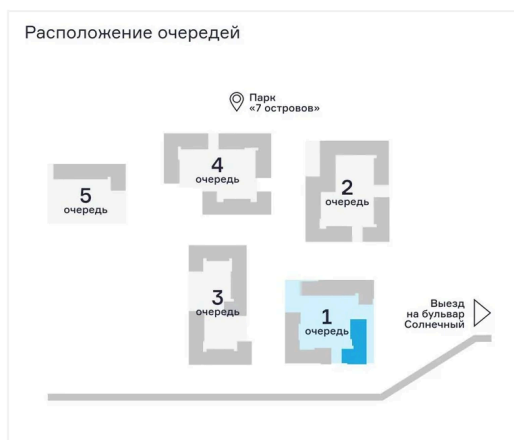 Расположение очередей
Парк
«7 островов»
4
очередь
5
очередь
2
очередь
3
очередь
1
очередь
Выезд
на бульвар
Солнечный